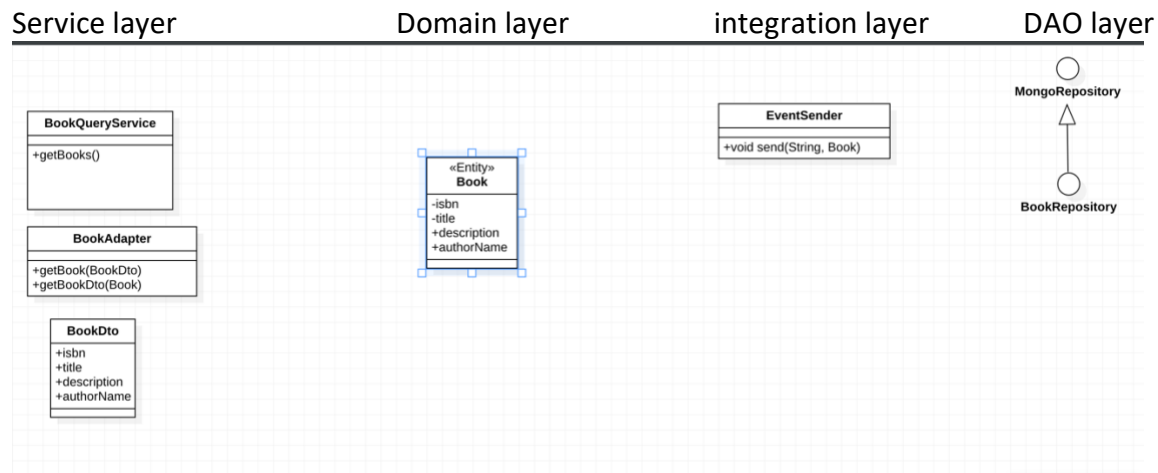 Service layer
Domain layer
integration layer
DAO layer
BookQueryService
+getBooks()
BookAdapter
+getBook(BookDto)
+getBookDto(Book)
BookDto
+isbn
+title
+description
+authorName
«Entity»
Book
-isbn
-title
+description
+authorName
EventSender
+void send(String, Book)
MongoRepository
BookRepository